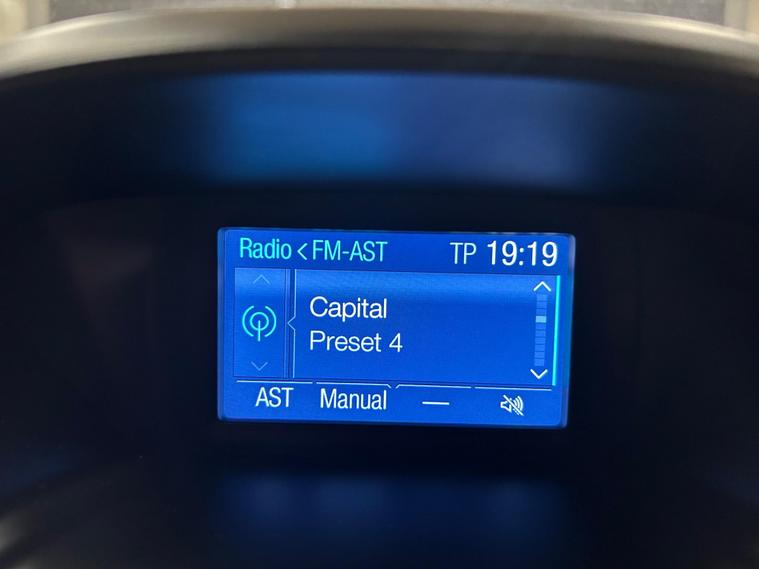 Radio < FM-AST TP 19:19
Capital
Preset 4
AST Manual —